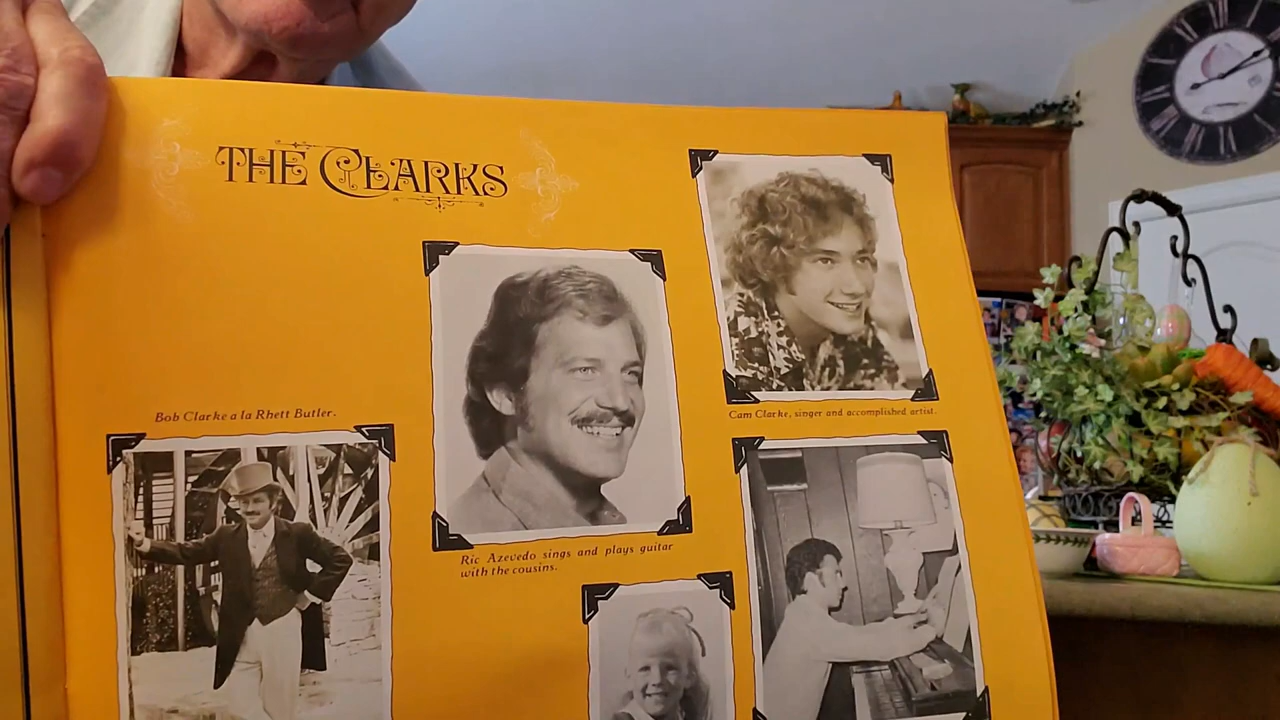 THE CLARKS
Cam Clarke, singer and accomplished artist.
Bob Clarke a la Rhett Butler.
Ric Azevedo sings and plays guitar
with the cousins.